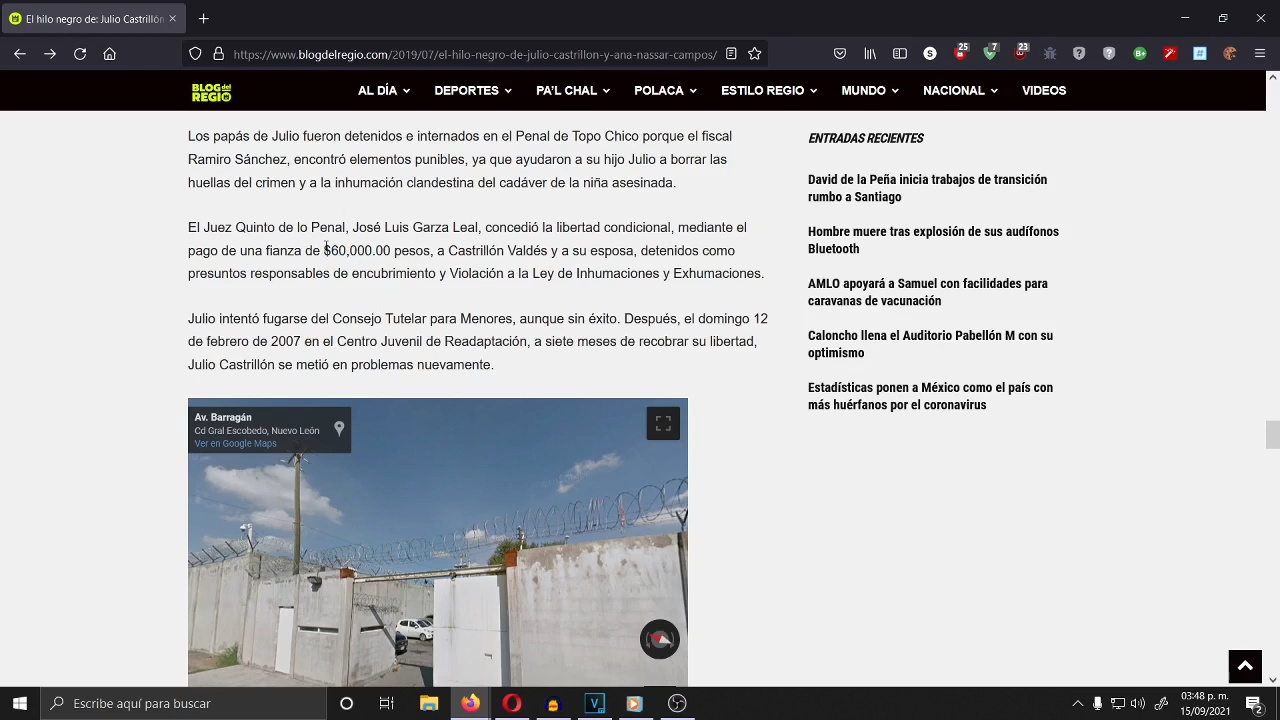 El hilo negro de Julio Castrillón
https://www.blogdelregio.com/2019/07/el-hilo-negro-de-julio-castrillon-y-ana-nassar-campos/
25
7
23
BLOG del REGIO
AL DÍA
DEPORTES
PA'L CHAL
FOLACA
ESTILO REGIO
MUNDO
NACIONAL
VIDEOS
Los papás de Julio fueron detenidos e internados en el Penal de Topo Chico porque el fiscal
Ramiro Sánchez, encontró elementos punibles, ya que ayudaron a su hijo Julio a borrar las
huellas del crimen y a la inhumación clandestina del cadáver de la niña asesinada.
El Juez Quinto de lo Penal, José Luis Garza Leal, concedió la libertad condicional, mediante el
pago de una fianza de $60,000.00 pesos, a Castrillón Valdés y a su esposa, detenidos como
presuntos responsables de encubrimiento y Violación a la Ley de Inhumaciones y Exhumaciones.
Julio intentó fugarse del Consejo Tutelar para Menores, aunque sin éxito. Después, el domingo 12
de febrero de 2007 en el Centro Juvenil de Readaptación, a siete meses de recobrar su libertad,
Julio Castrillón se metió en problemas nuevamente.
Av. Barragán
Cd Gral Escobedo, Nuevo León
Ver en Google Maps
ENTRADAS RECIENTES
David de la Peña inicia trabajos de transición
rumbo a Santiago
Hombre muere tras explosión de sus audífonos
Bluetooth
AMLO apoyará a Samuel con facilidades para
caravanas de vacunación
Caloncho llena el Auditorio Pabellón M con su
optimismo
Estadísticas ponen a México como el país con
más huérfanos por el coronavirus
Escribe aquí para buscar
03:48 p. m.
15/09/2021
2